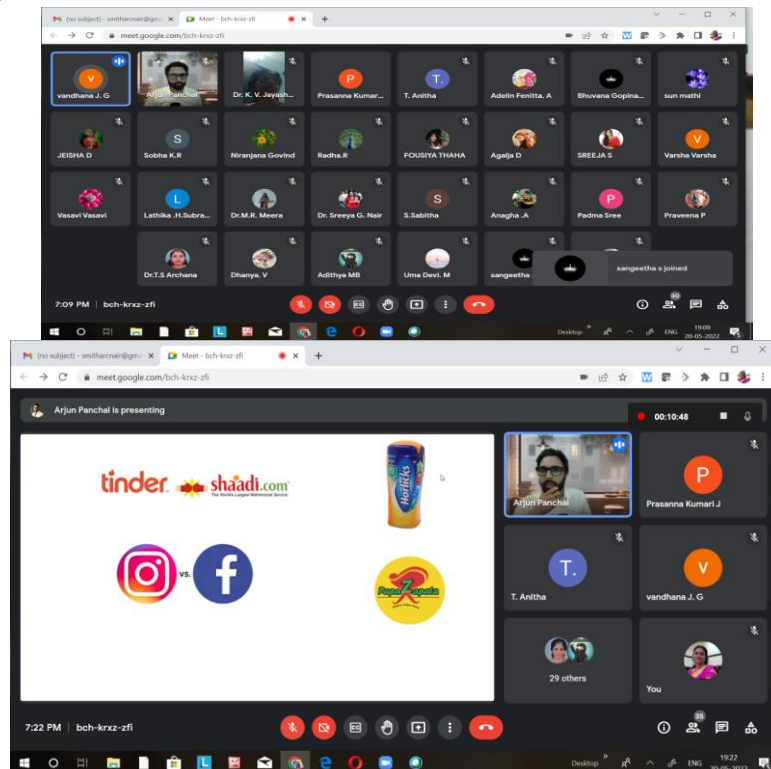 (no subject) - smitharcnair@gm
Meet - bch-krxz-zfi
meet.google.com/bch-krxz-zfi
vandhana J. G
Arjun Panchal
Dr. K. V. Jayash...
Prasanna Kumar...
T. Anitha
Adelin Fenitta. A
Bhuvana Gopina...
sun mathi
JEISHA D
Sobha K.R
Niranjana Govind
Radha.R
FOUSIYA THAHA
Agalja D
SREEJA S
Varsha Varsha
Vasavi Vasavi
Lathika .H.Subra...
Dr.M.R. Meera
Dr. Sreeya G. Nair
S.Sabitha
Anagha .A
Padma Sree
Praveena P
Dr.T.S Archana
Dhanya. V
Adithya MB
Uma Devi. M
sangeetha
sangeetha s joined
7:09 PM | bch-krxz-zfi
30
Desktop
ENG
19:09
20-05-2022
(no subject) - smitharcnair@gm
Meet - bch-krxz-zfi
meet.google.com/bch-krxz-zfi
Arjun Panchal is presenting
00:10:48
tinder
shaadi.com
The World's Largest Matrimonial Service
Horlicks
vs.
Papa Zapata
Arjun Panchal
P
Prasanna Kumari J
T.
T. Anitha
V
vandhana J. G
29 others
You
7:22 PM | bch-krxz-zfi
35
Desktop
ENG
19:22